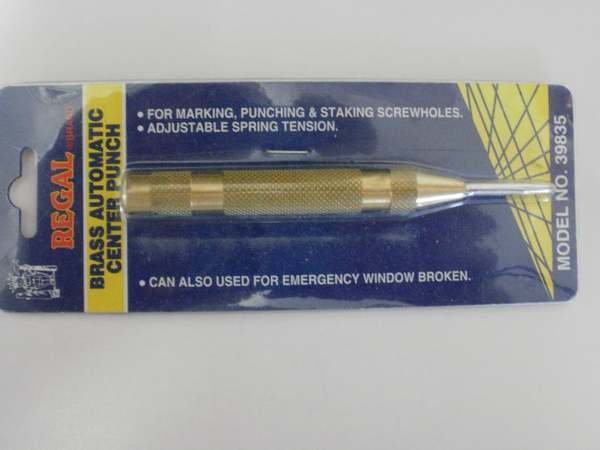 REGAL BRAND
BRASS AUTOMATIC
CENTER PUNCH
• FOR MARKING, PUNCHING & STAKING SCREWHOLES.
• ADJUSTABLE SPRING TENSION.
• CAN ALSO USED FOR EMERGENCY WINDOW BROKEN.
MODEL NO. 39835